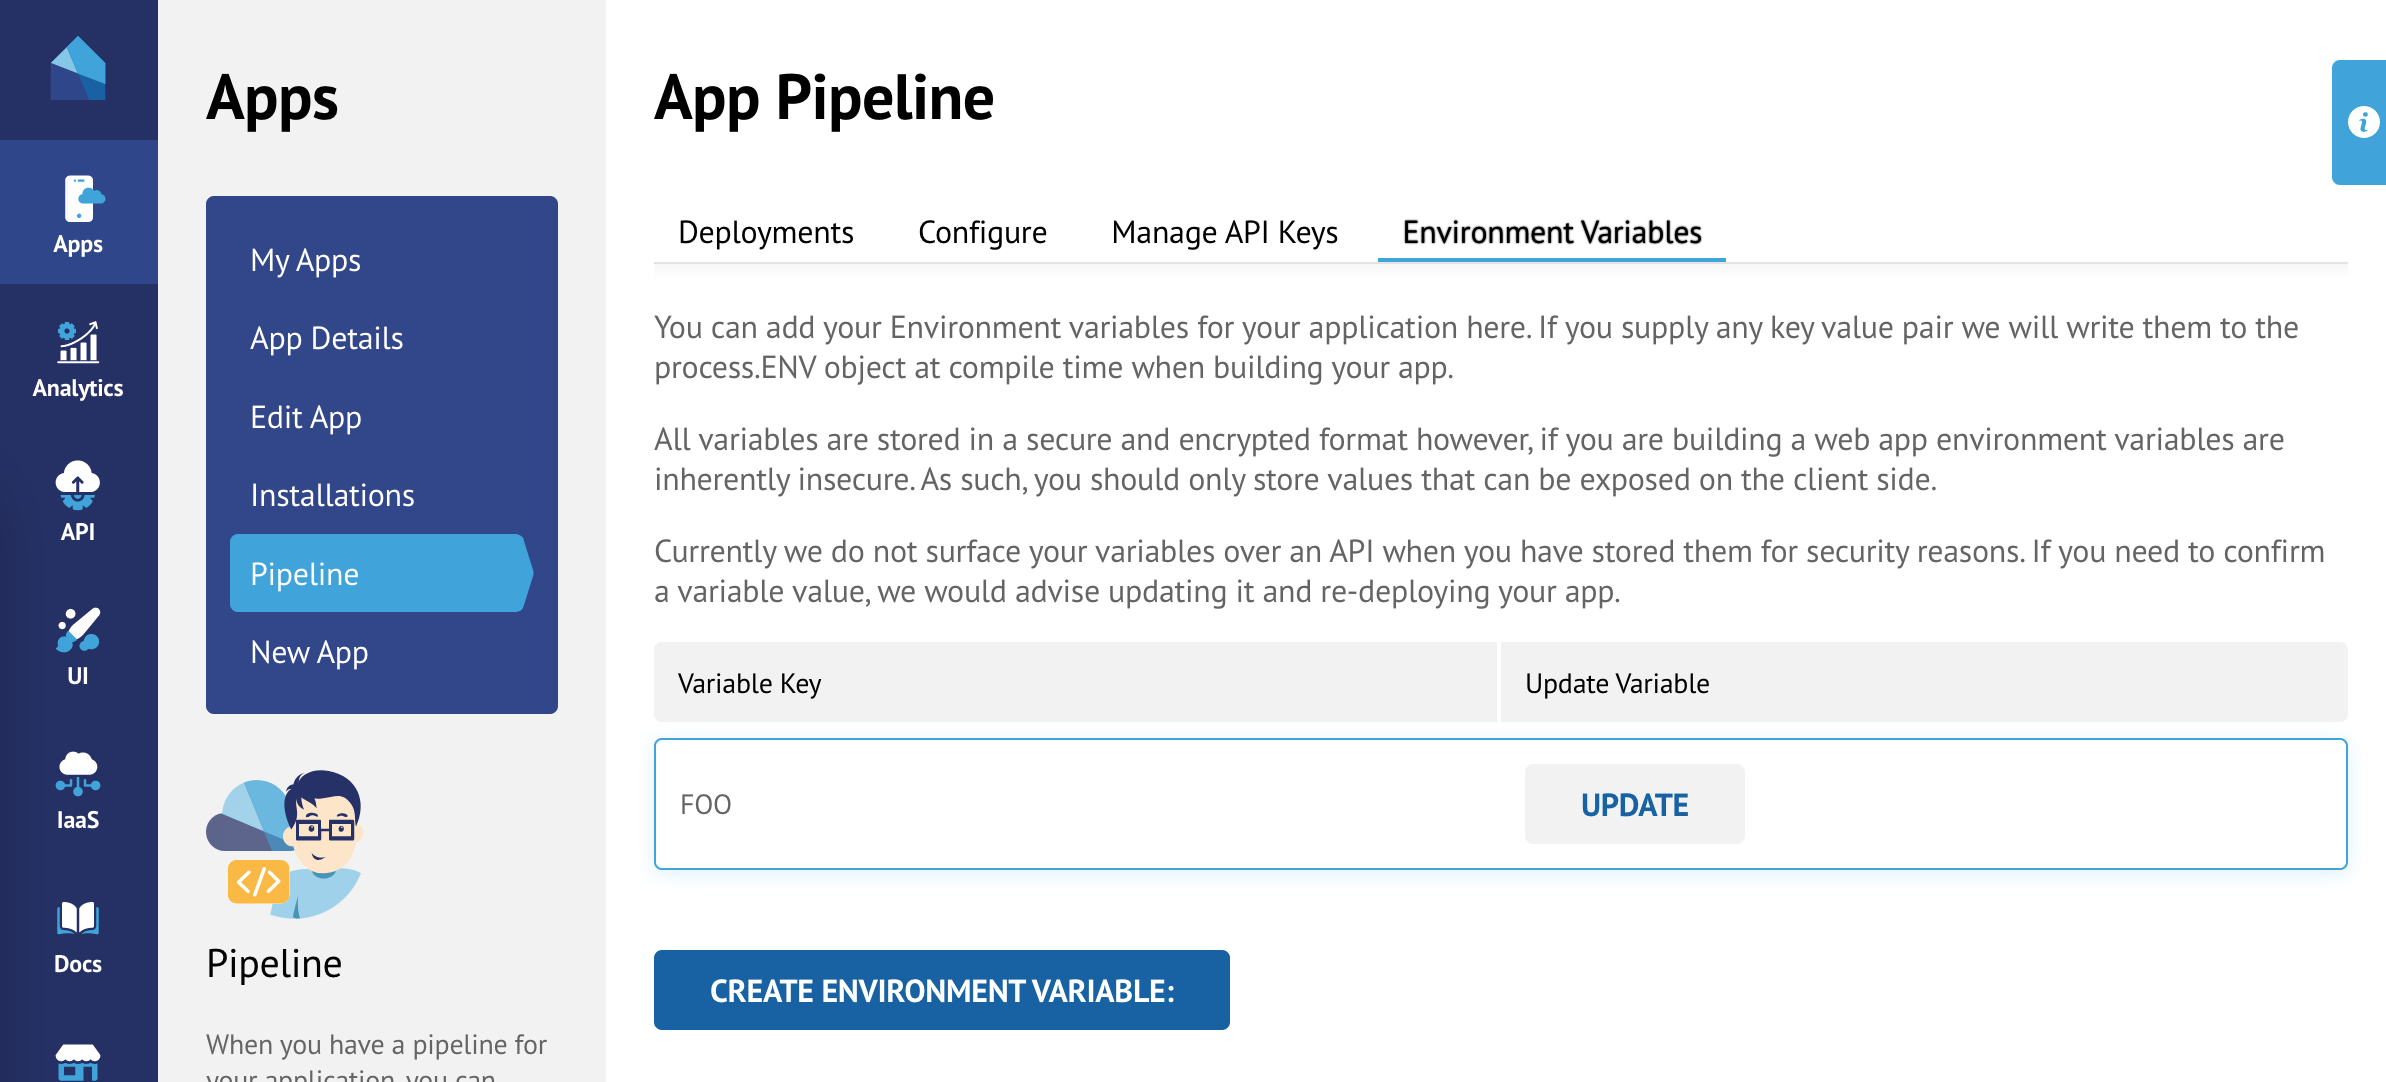 Apps
Analytics
API
UI
IaaS
Docs
Apps
My Apps
App Details
Edit App
Installations
Pipeline
New App
</>
Pipeline
When you have a pipeline for
your application, you can
App Pipeline
i
Deployments Configure Manage API Keys Environment Variables
You can add your Environment variables for your application here. If you supply any key value pair we will write them to the
process.ENV object at compile time when building your app.
All variables are stored in a secure and encrypted format however, if you are building a web app environment variables are
inherently insecure. As such, you should only store values that can be exposed on the client side.
Currently we do not surface your variables over an API when you have stored them for security reasons. If you need to confirm
a variable value, we would advise updating it and re-deploying your app.
Variable Key Update Variable
FOO UPDATE
CREATE ENVIRONMENT VARIABLE: